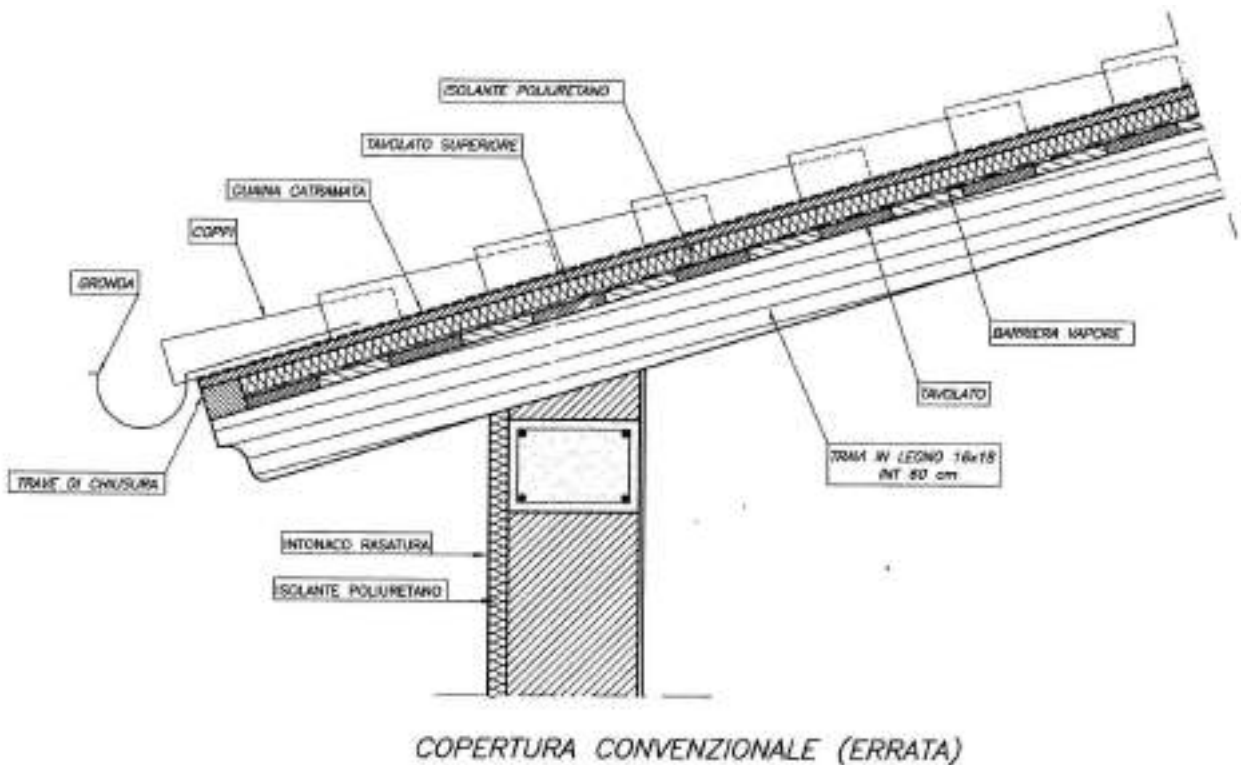 ISOLANTE POLIURETANO
TAVOLATO SUPERIORE
GUAINA CATRAMATA
COPPI
GRONDA
BARRIERA VAPORE
TAVOLATO
TRAVI IN LEGNO 16x18
INT 60 cm
TRAVE DI CHIUSURA
INTONACO RASATURA
ISOLANTE POLIURETANO
COPERTURA CONVENZIONALE (ERRATA)